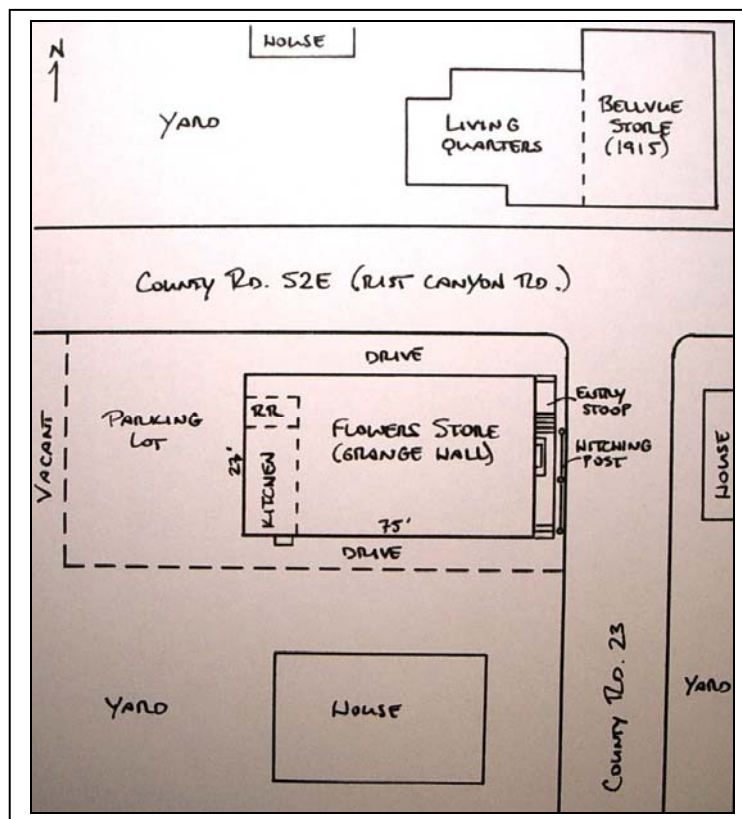 HOUSE
N
YARD
LIVING
QUARTERS
BELLVUE
STORE
(1915)
COUNTY RD. 52E (RIST CANYON RD.)
DRIVE
ENTRY
STOOP
RR
FLOWERS STORE
(GRANGE HALL)
PARKING
LOT
VACANT
23'
KITCHEN
HITCHING
POST
HOUSE
75'
DRIVE
YARD
HOUSE
COUNTY RD. 23
YARD